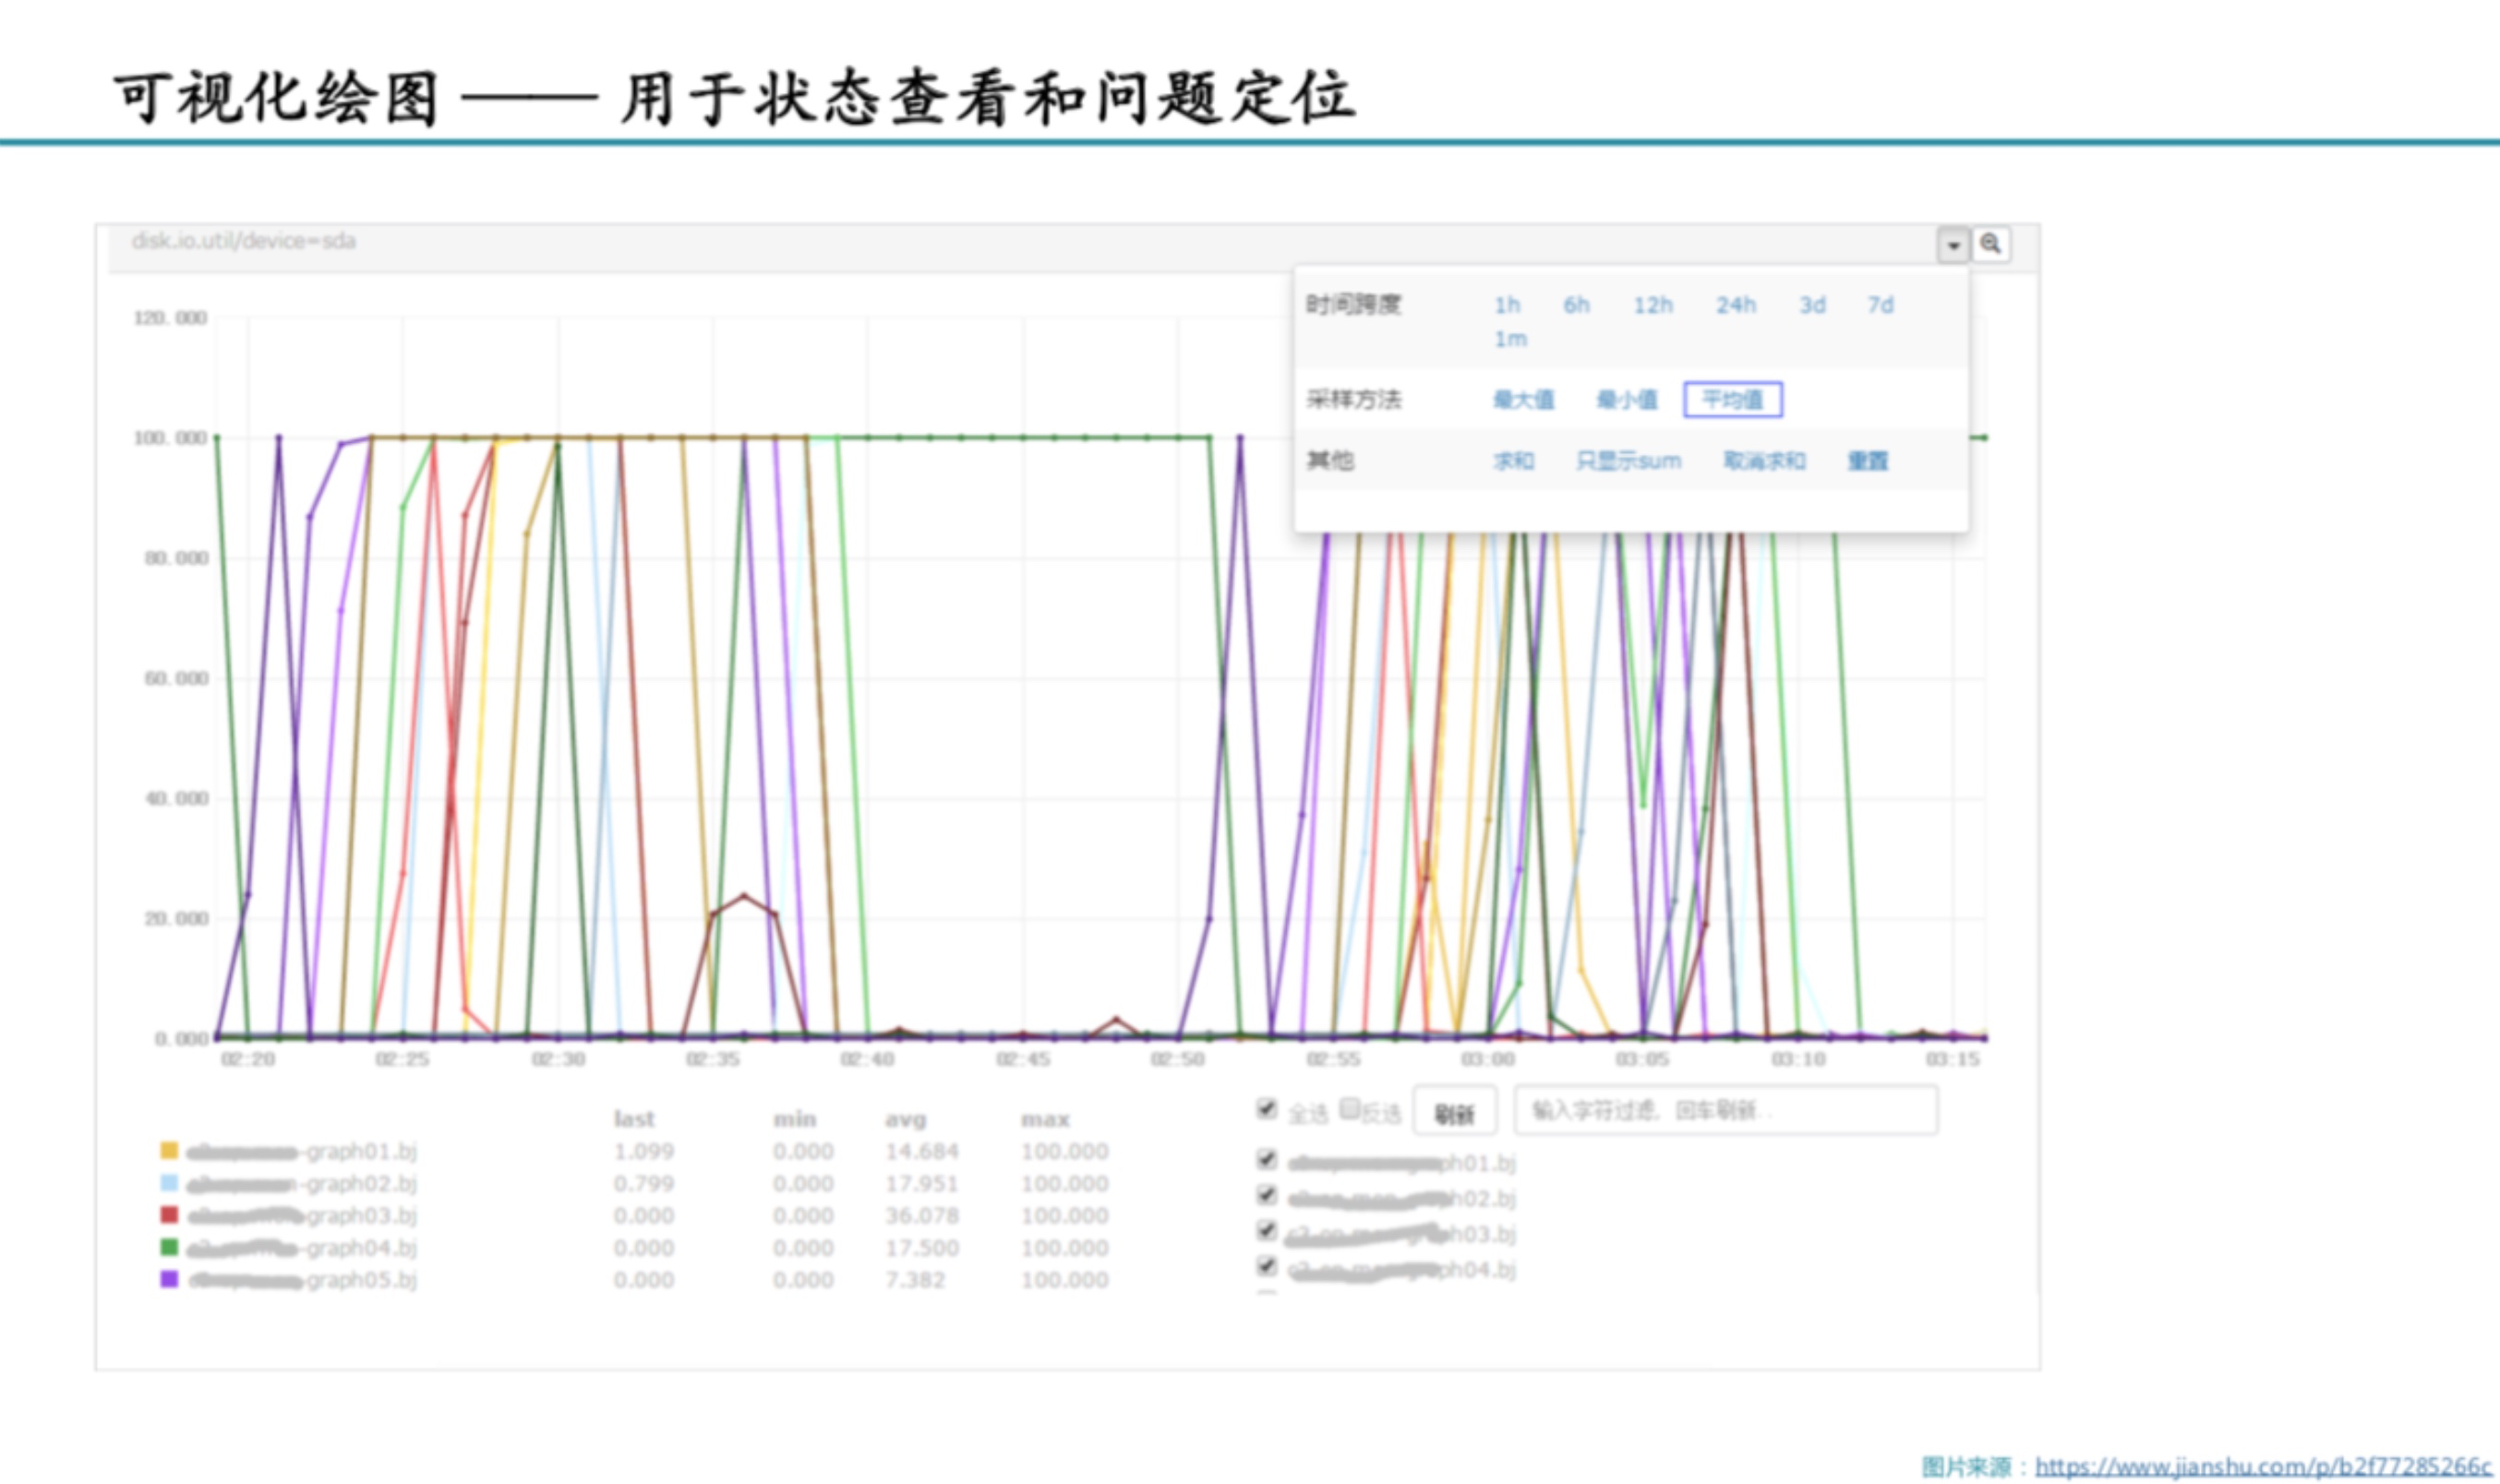 可视化绘图 —— 用于状态查看和问题定位
disk.io.util/device=sda
时间跨度 1h 6h 12h 24h 3d 7d
1m
采样方法 最大值 最小值 平均值
其他 求和 只显示sum 取消求和 重置
120.000
100.000
80.000
60.000
40.000
20.000
0.000
02:20 02:25 02:30 02:35 02:40 02:45 02:50 02:55 03:00 03:05 03:10 03:15
last min avg max
-graph01.bj 1.099 0.000 14.684 100.000
-graph02.bj 0.799 0.000 17.951 100.000
-graph03.bj 0.000 0.000 36.078 100.000
-graph04.bj 0.000 0.000 17.500 100.000
-graph05.bj 0.000 0.000 7.382 100.000
全选 反选 刷新 输入字符过滤, 回车刷新..
ph01.bj
h02.bj
h03.bj
ph04.bj
图片来源：https://www.jianshu.com/p/b2f77285266c